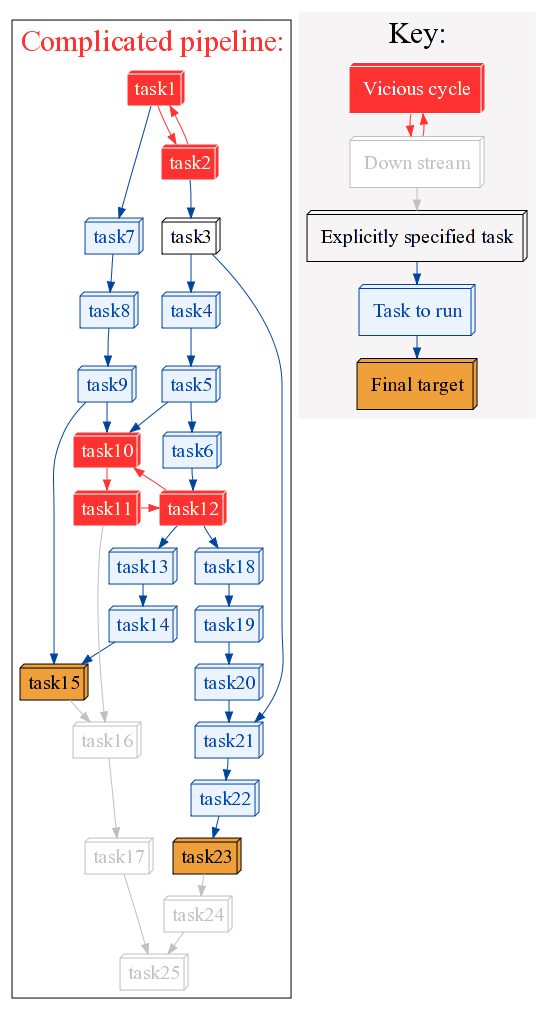 Complicated pipeline:
task1
task2
task7
task3
task8
task4
task9
task5
task10
task6
task11
task12
task13
task18
task14
task19
task15
task20
task16
task21
task22
task17
task23
task24
task25
Key:
Vicious cycle
Down stream
Explicitly specified task
Task to run
Final target